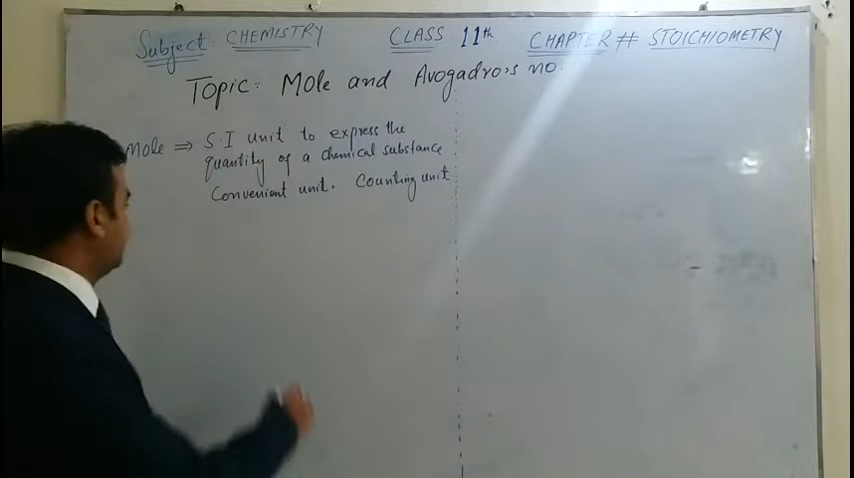 Subject: CHEMISTRY CLASS 11th CHAPTER # STOICHIOMETRY
Topic: Mole and Avogadro,s no.
Mole ⇒ S.I unit to express the
quantity of a chemical substance
Convenient unit. Counting unit